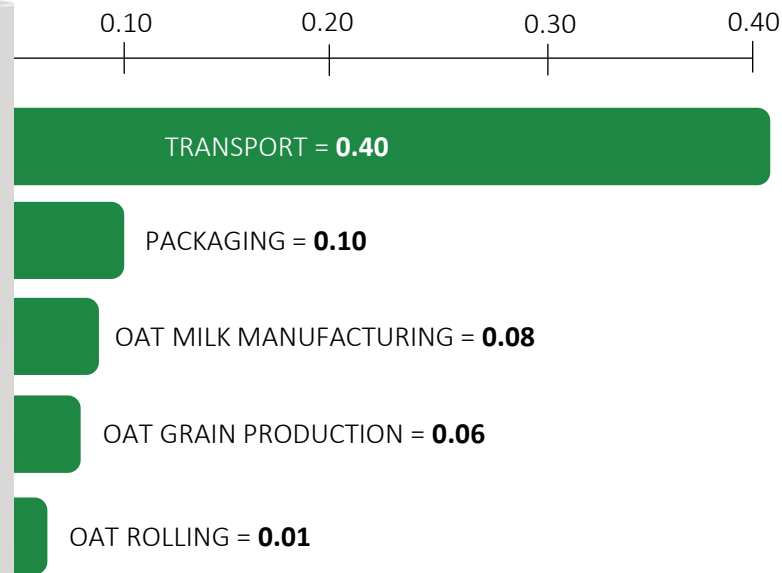 0.10 0.20 0.30 0.40
TRANSPORT = 0.40
PACKAGING = 0.10
OAT MILK MANUFACTURING = 0.08
OAT GRAIN PRODUCTION = 0.06
OAT ROLLING = 0.01